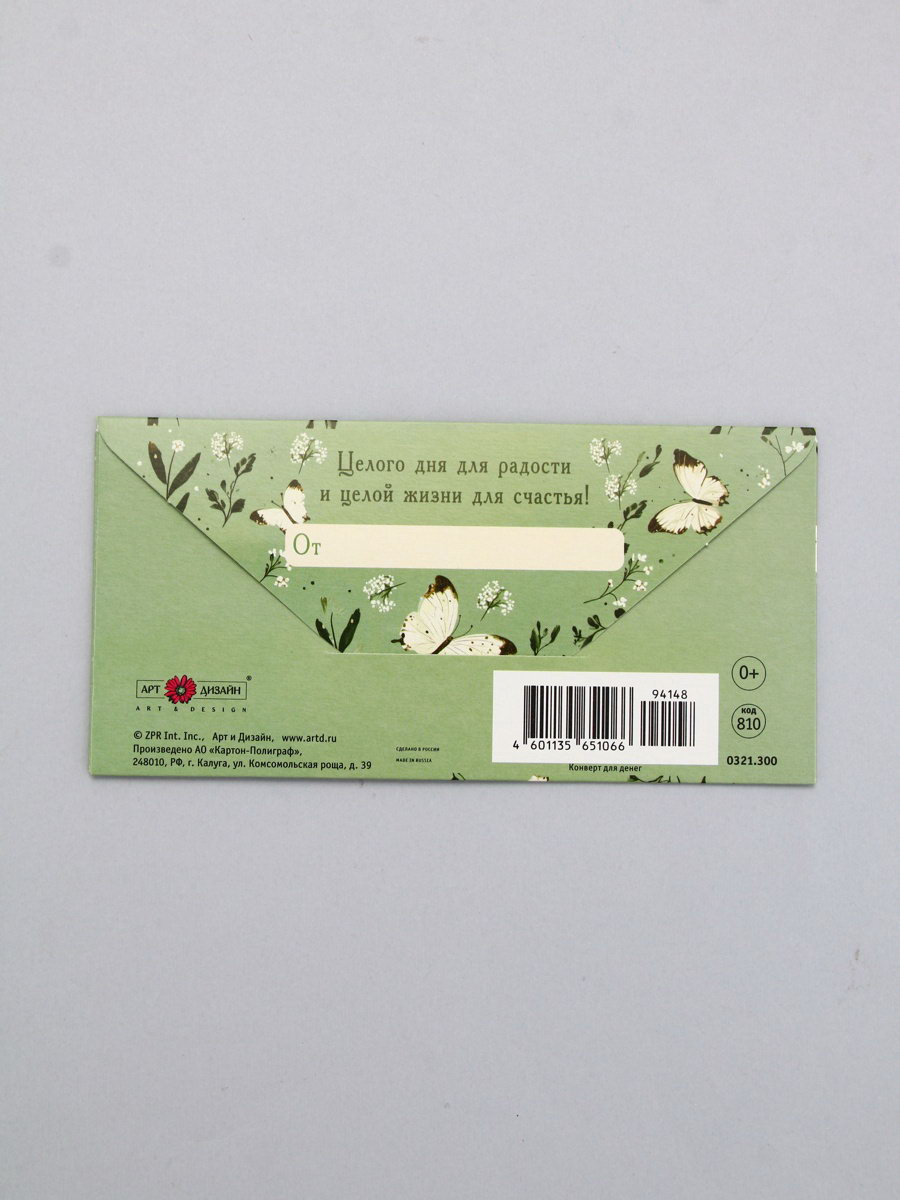 Целого дня для радости
и целой жизни для счастья!
От
АРТ ДИЗАЙН ®
ART & DESIGN
© ZPR Int. Inc., Арт и Дизайн, www.artd.ru
Произведено АО «Картон-Полиграф»,
248010, РФ, г. Калуга, ул. Комсомольская роща, д. 39
СДЕЛАНО В РОССИИ
MADE IN RUSSIA
94148
4 601135 651066
Конверт для денег
0+
код
810
0321.300